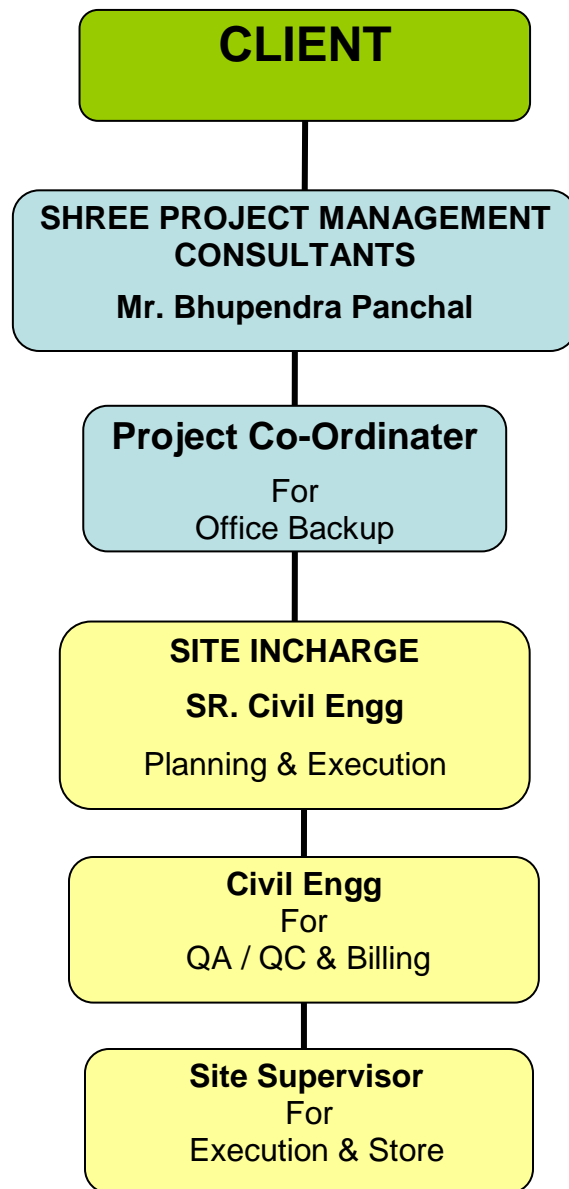 CLIENT
SHREE PROJECT MANAGEMENT
CONSULTANTS
Mr. Bhupendra Panchal
Project Co-Ordinater
For
Office Backup
SITE INCHARGE
SR. Civil Engg
Planning & Execution
Civil Engg
For
QA / QC & Billing
Site Supervisor
For
Execution & Store